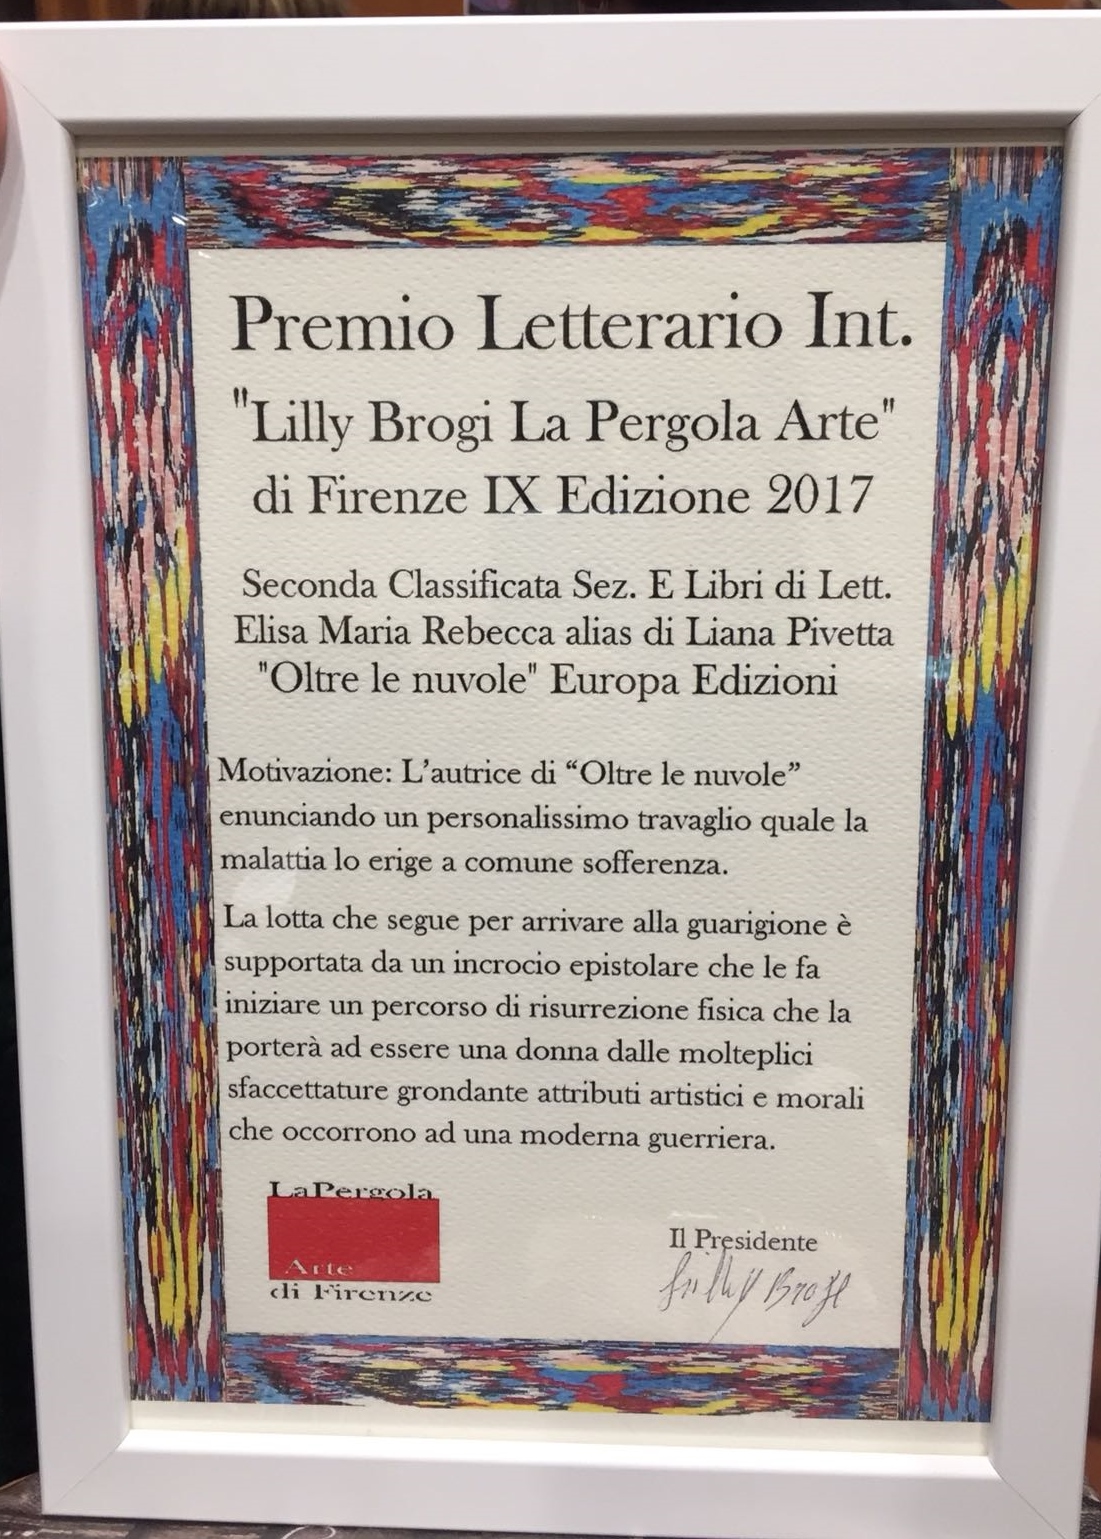 Premio Letterario Int.
"Lilly Brogi La Pergola Arte"
di Firenze IX Edizione 2017
Seconda Classificata Sez. E Libri di Lett.
Elisa Maria Rebecca alias di Liana Pivetta
"Oltre le nuvole" Europa Edizioni
Motivazione: L’autrice di “Oltre le nuvole”
enunciando un personalissimo travaglio quale la
malattia lo erige a comune sofferenza.
La lotta che segue per arrivare alla guarigione è
supportata da un incrocio epistolare che le fa
iniziare un percorso di risurrezione fisica che la
porterà ad essere una donna dalle molteplici
sfaccettature grondante attributi artistici e morali
che occorrono ad una moderna guerriera.
LaPergola
Arte
di Firenze
Il Presidente
Lilly Brogi